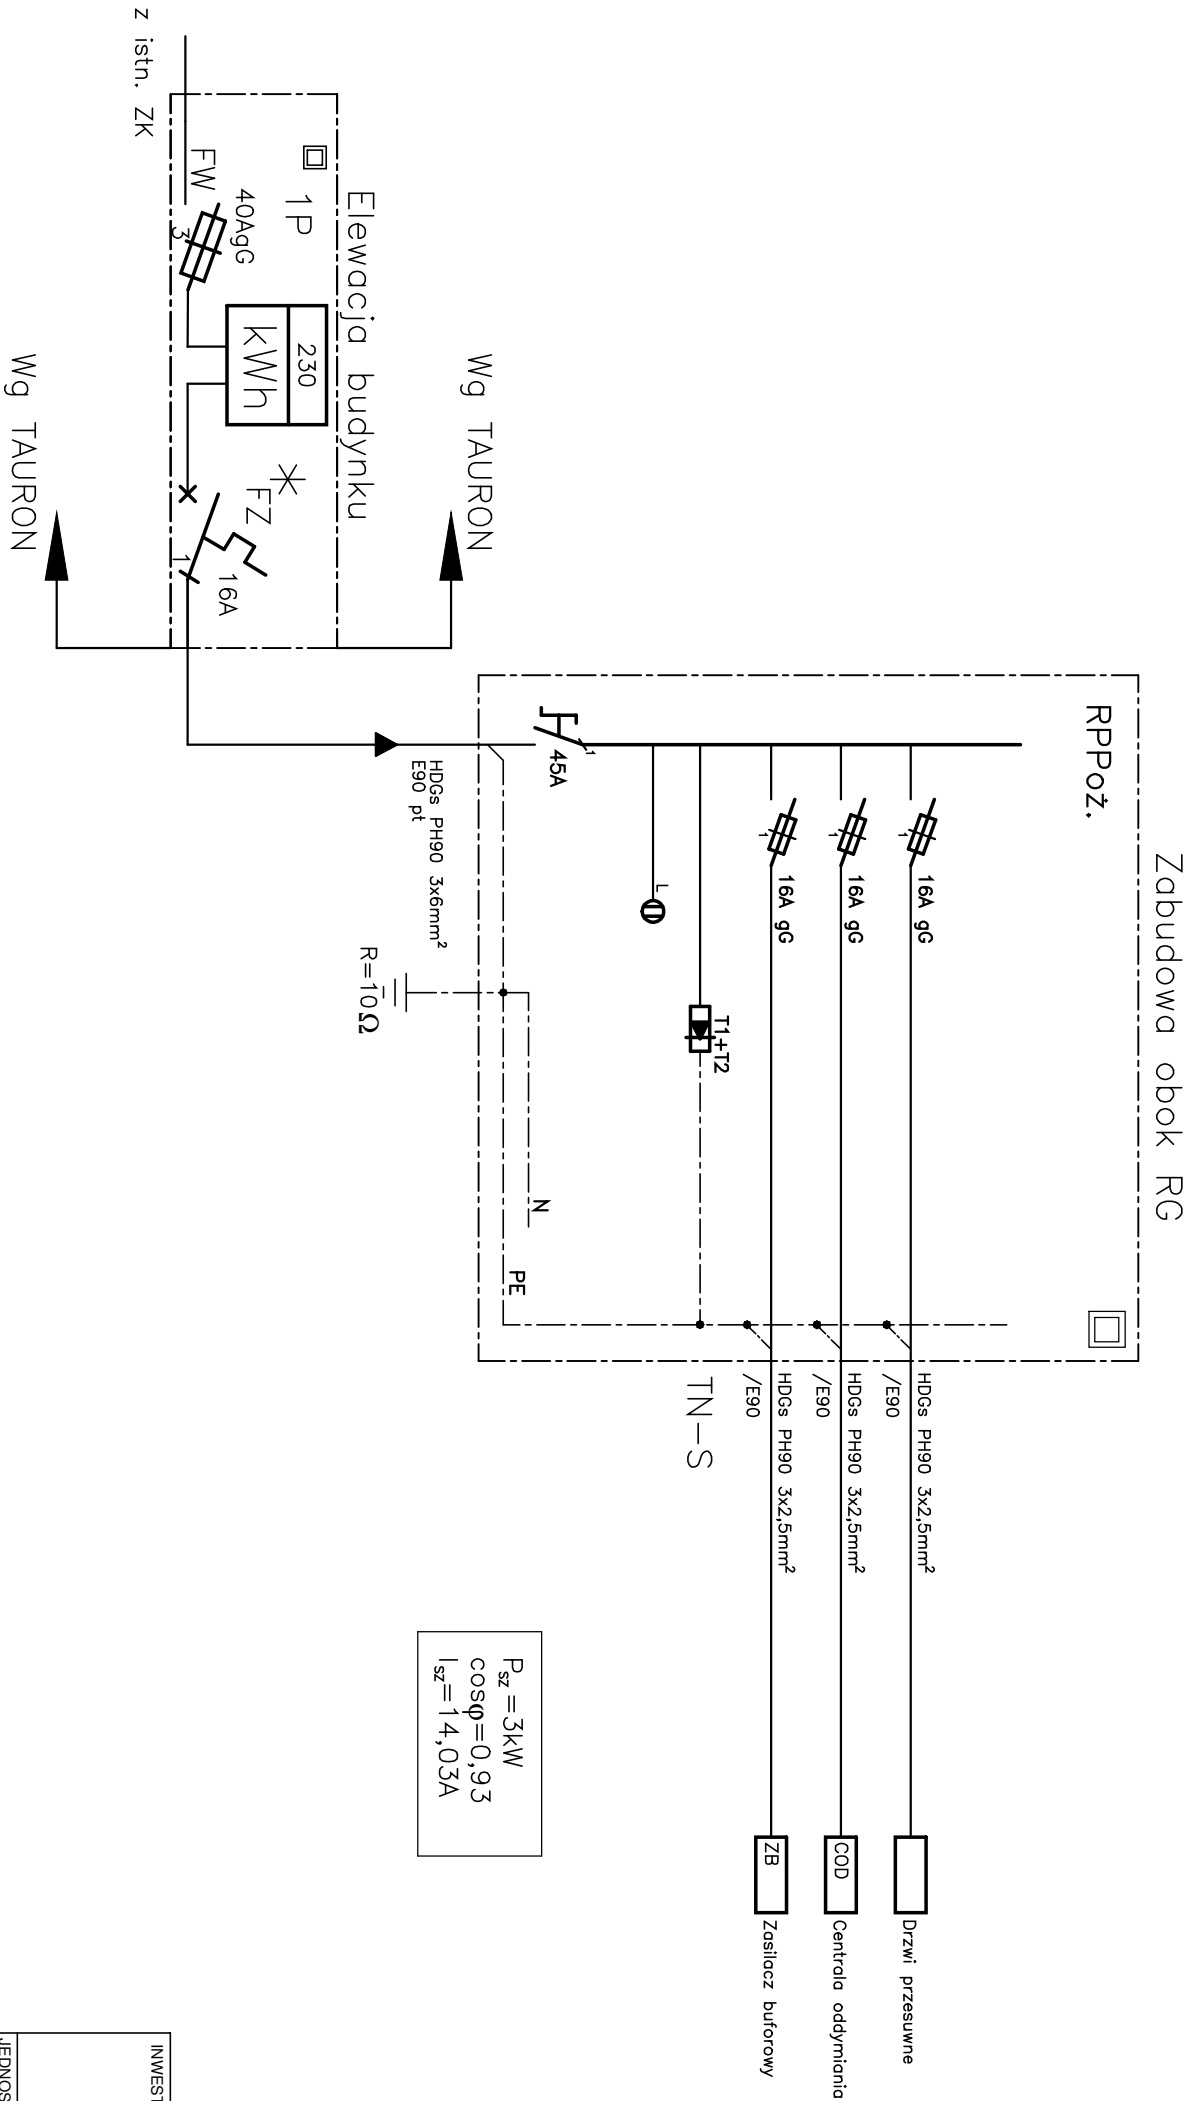 Zabudowa obok RG
RPPoż.
16A gG
1
HDGs PH90 3x2,5mm²
/E90
Drzwi przesuwne
16A gG
1
HDGs PH90 3x2,5mm²
/E90
COD
Centrala oddymiania
16A gG
1
HDGs PH90 3x2,5mm²
/E90
ZB
Zasilacz buforowy
T1+T2
TN-S
L
45A
1
N
PE
HDGs PH90 3x6mm²
E90 pt
R=10Ω
Psz=3kW
cosφ=0,93
Isz=14,03A
Wg TAURON
Elewacja budynku
1P
230
kWh
FZ
40AgG
FW
3
16A
1
z istn. ZK
Wg TAURON